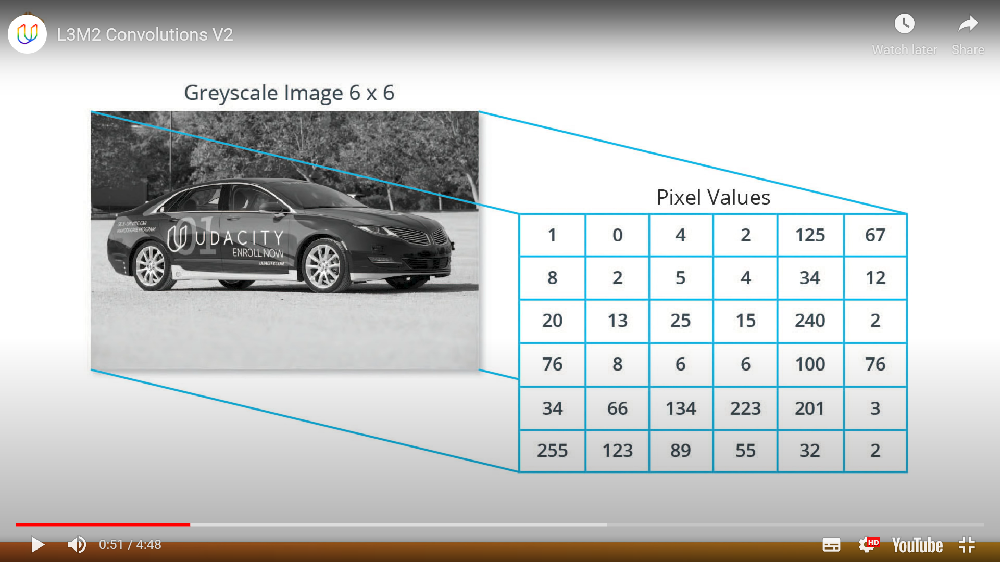 L3M2 Convolutions V2
Watch later
Share
Greyscale Image 6 x 6
SELF-DRIVING CAR
NANODEGREE PROGRAM
01
UDACITY
ENROLL NOW
UDACITY.COM
Pixel Values
1 0 4 2 125 67
8 2 5 4 34 12
20 13 25 15 240 2
76 8 6 6 100 76
34 66 134 223 201 3
255 123 89 55 32 2
0:51 / 4:48
HD
YouTube